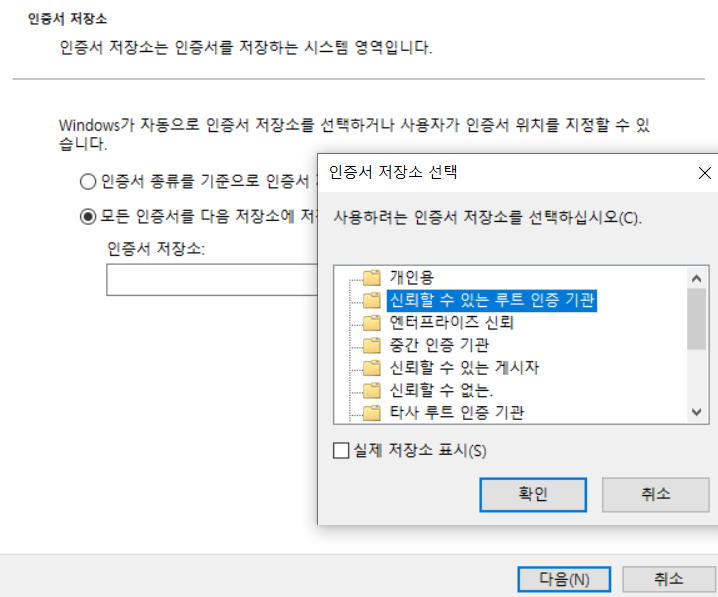 인증서 저장소
인증서 저장소는 인증서를 저장하는 시스템 영역입니다.
Windows가 자동으로 인증서 저장소를 선택하거나 사용자가 인증서 위치를 지정할 수 있
습니다.
인증서 종류를 기준으로 인증서
모든 인증서를 다음 저장소에
인증서 저장소:
인증서 저장소 선택
사용하려는 인증서 저장소를 선택하십시오(C).
개인용
신뢰할 수 있는 루트 인증 기관
엔터프라이즈 신뢰
중간 인증 기관
신뢰할 수 있는 게시자
신뢰할 수 없는.
타사 루트 인증 기관
실제 저장소 표시(S)
확인
취소
다음(N)
취소